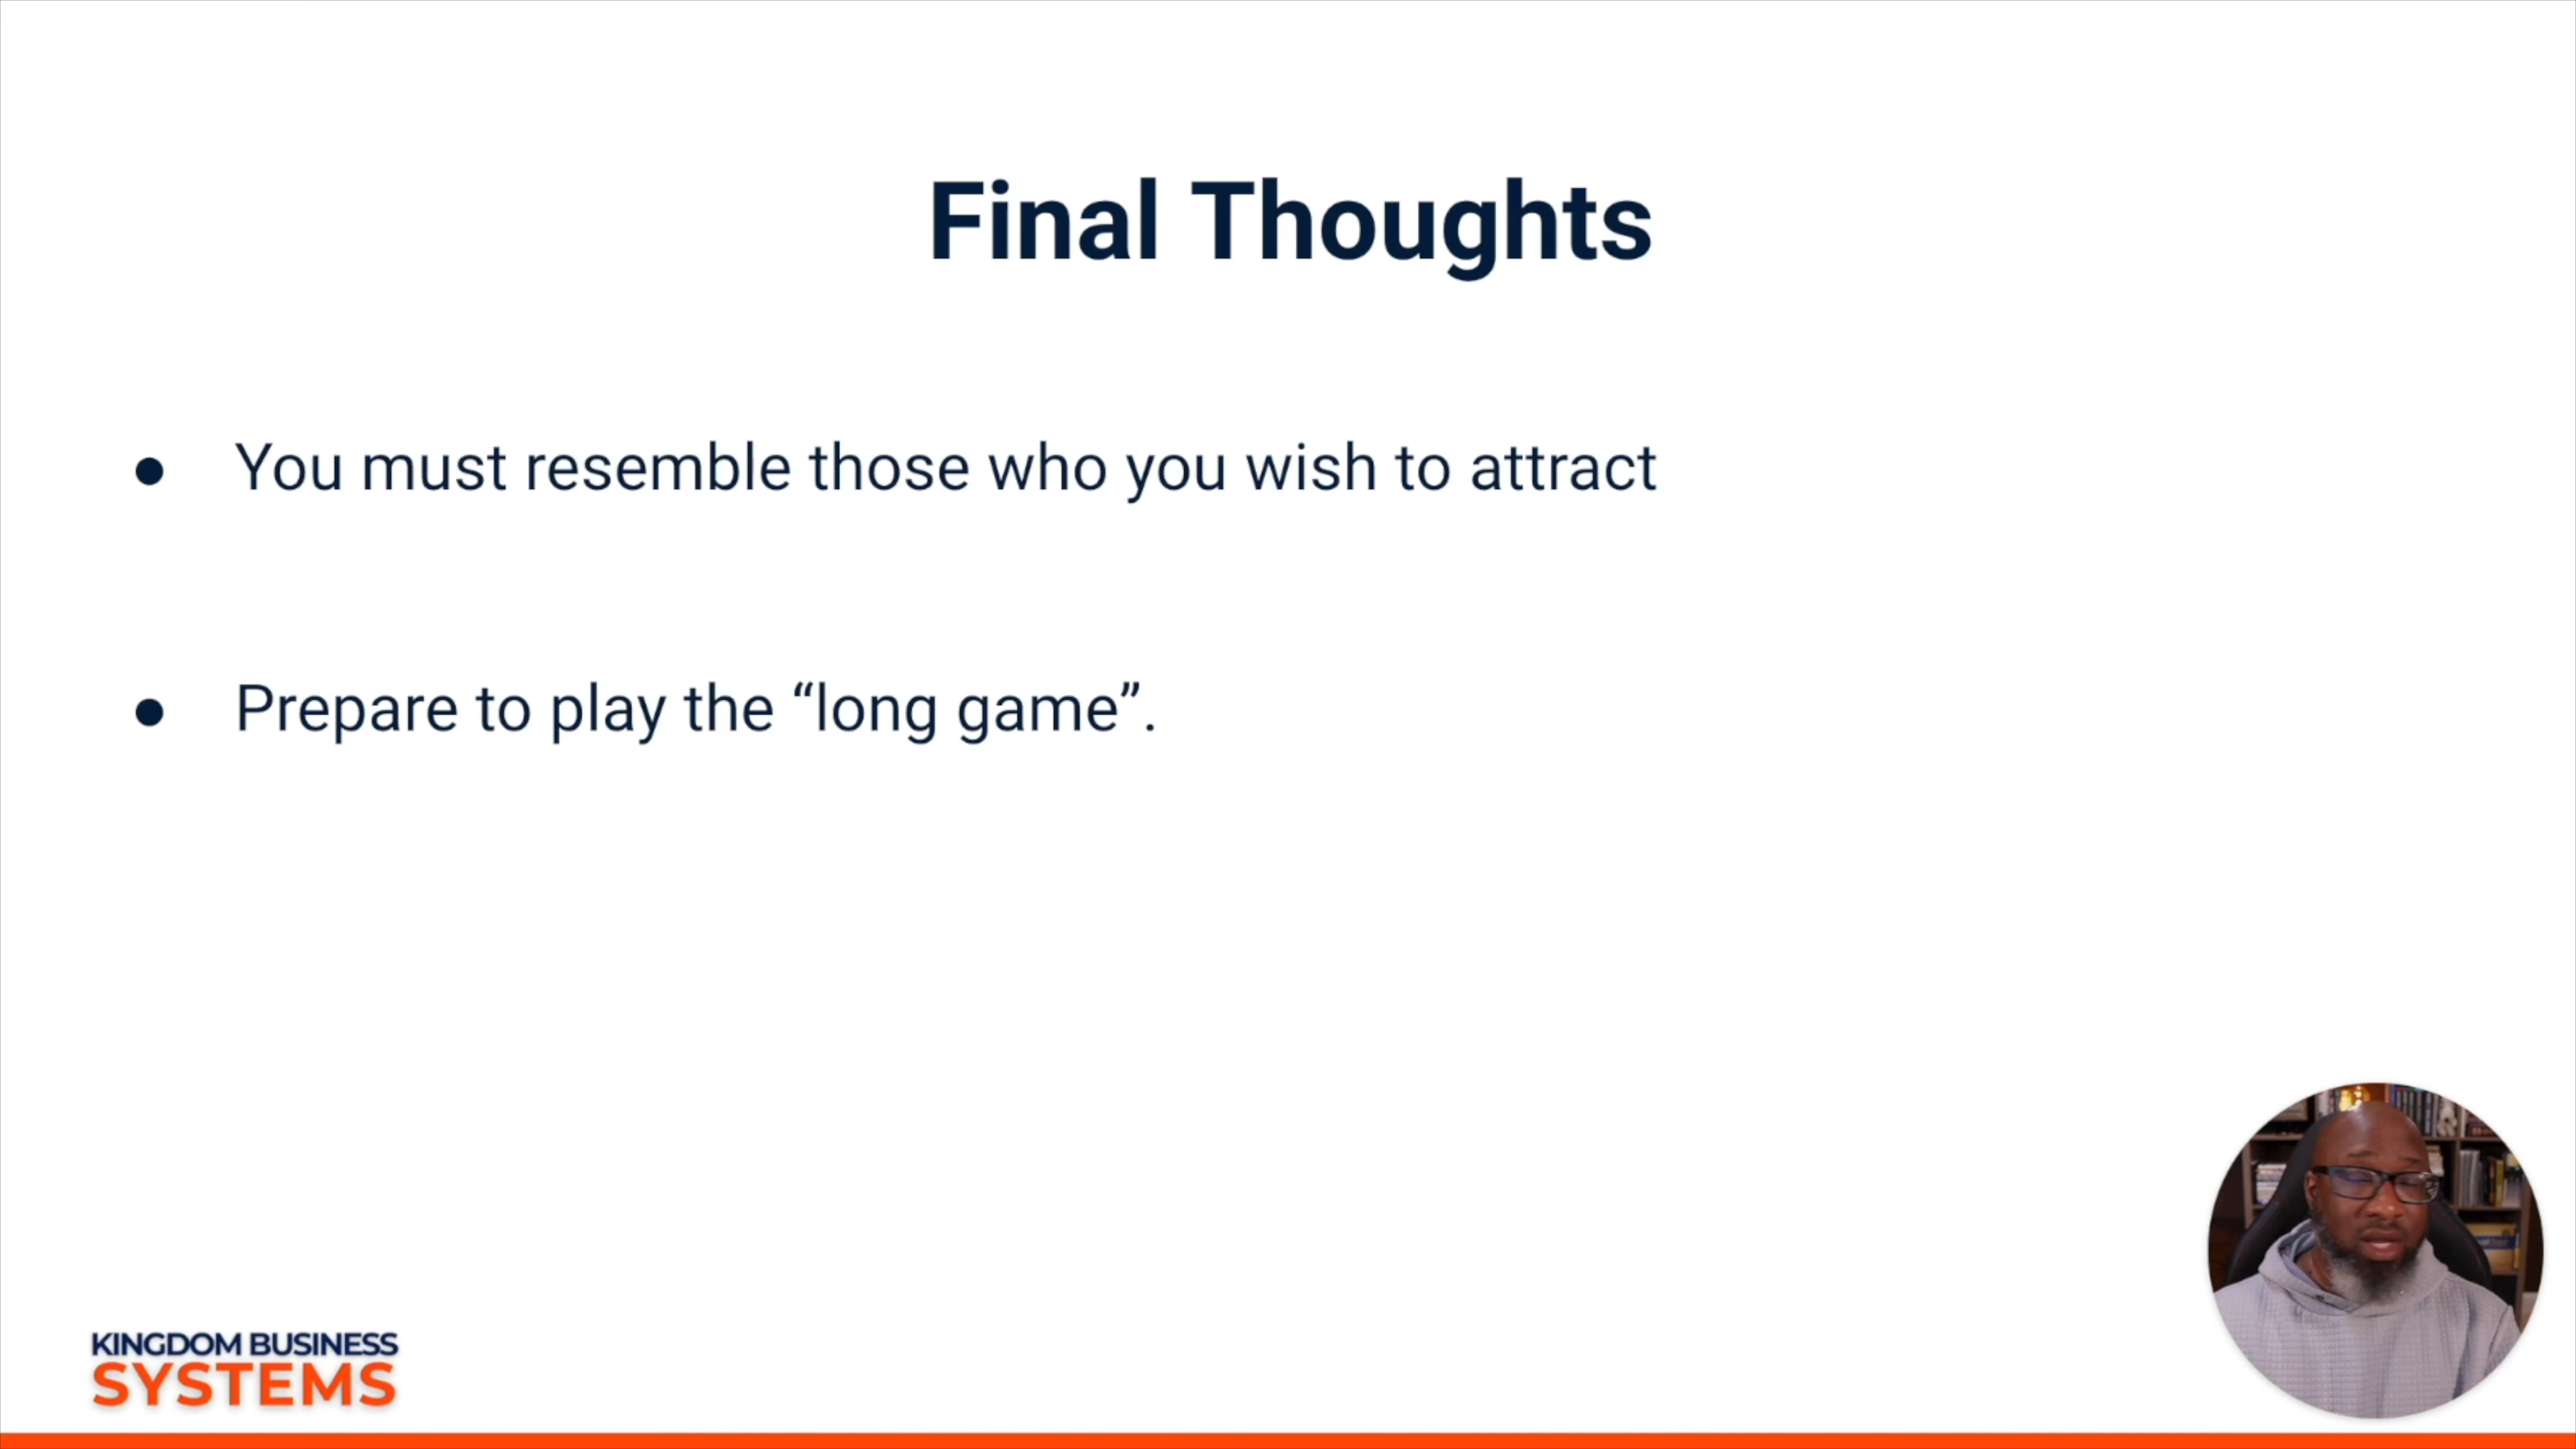 Final Thoughts
● You must resemble those who you wish to attract
● Prepare to play the “long game”.
KINGDOM BUSINESS
SYSTEMS